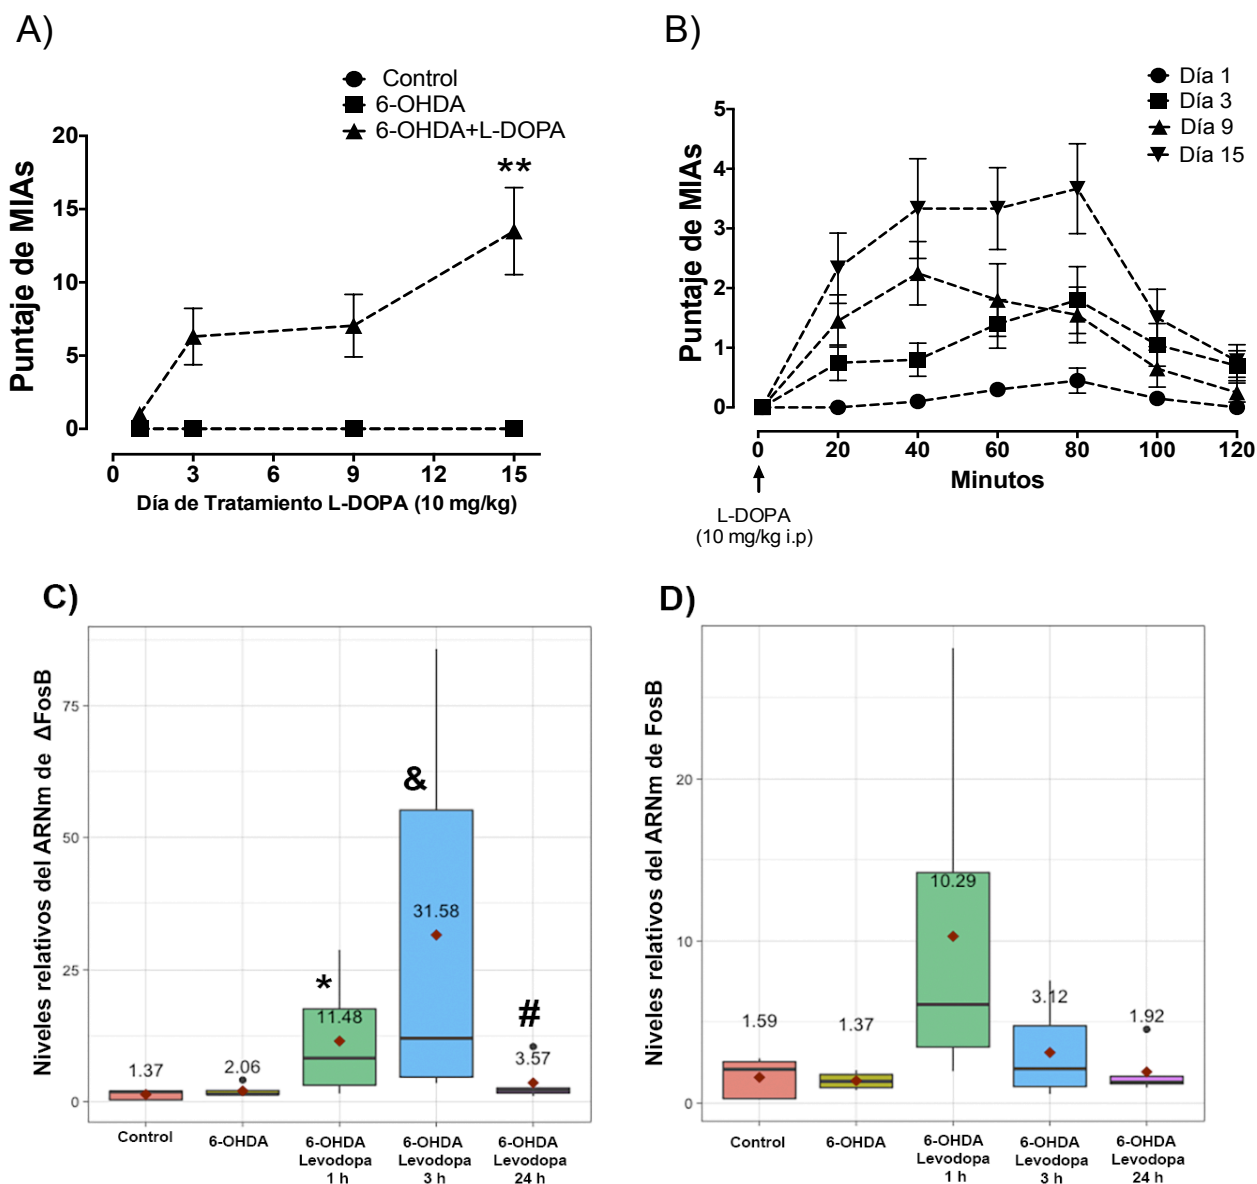 A)
Control
6-OHDA
6-OHDA+L-DOPA
Puntaje de MIAs
20
15
10
5
0
**
0 3 6 9 12 15
Día de Tratamiento L-DOPA (10 mg/kg)
B)
Día 1
Día 3
Día 9
Día 15
Puntaje de MIAs
5
4
3
2
1
0
0 20 40 60 80 100 120
Minutos
L-DOPA
(10 mg/kg i.p)
C)
Niveles relativos del ARNm de ΔFosB
75
50
25
0
1.37
2.06
*
11.48
&
31.58
#
3.57
Control
6-OHDA
6-OHDA
Levodopa
1 h
6-OHDA
Levodopa
3 h
6-OHDA
Levodopa
24 h
D)
Niveles relativos del ARNm de FosB
20
10
0
1.59
1.37
10.29
3.12
1.92
Control
6-OHDA
6-OHDA
Levodopa
1 h
6-OHDA
Levodopa
3 h
6-OHDA
Levodopa
24 h